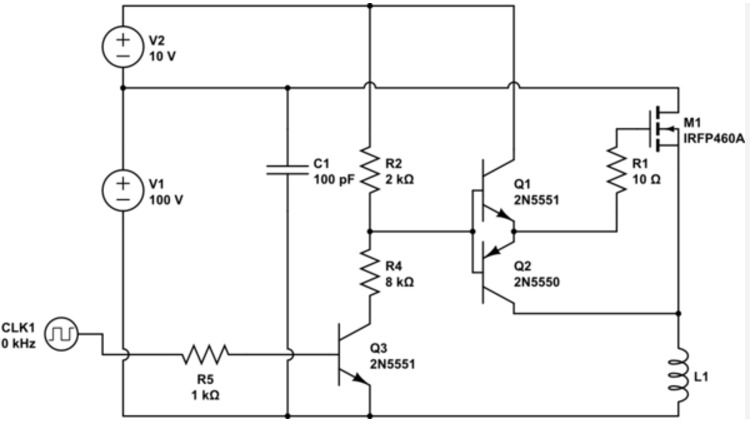 V2
10 V
V1
100 V
C1
100 pF
R2
2 kΩ
R4
8 kΩ
Q1
2N5551
Q2
2N5550
R1
10 Ω
M1
IRFP460A
CLK1
0 kHz
R5
1 kΩ
Q3
2N5551
L1